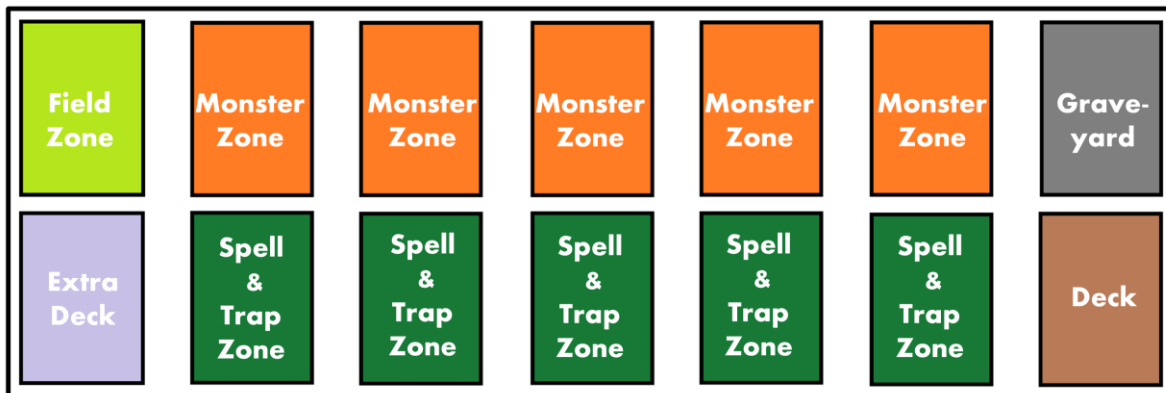 Field
Zone
Monster
Zone
Monster
Zone
Monster
Zone
Monster
Zone
Monster
Zone
Grave-
yard
Extra
Deck
Spell
&
Trap
Zone
Spell
&
Trap
Zone
Spell
&
Trap
Zone
Spell
&
Trap
Zone
Spell
&
Trap
Zone
Deck